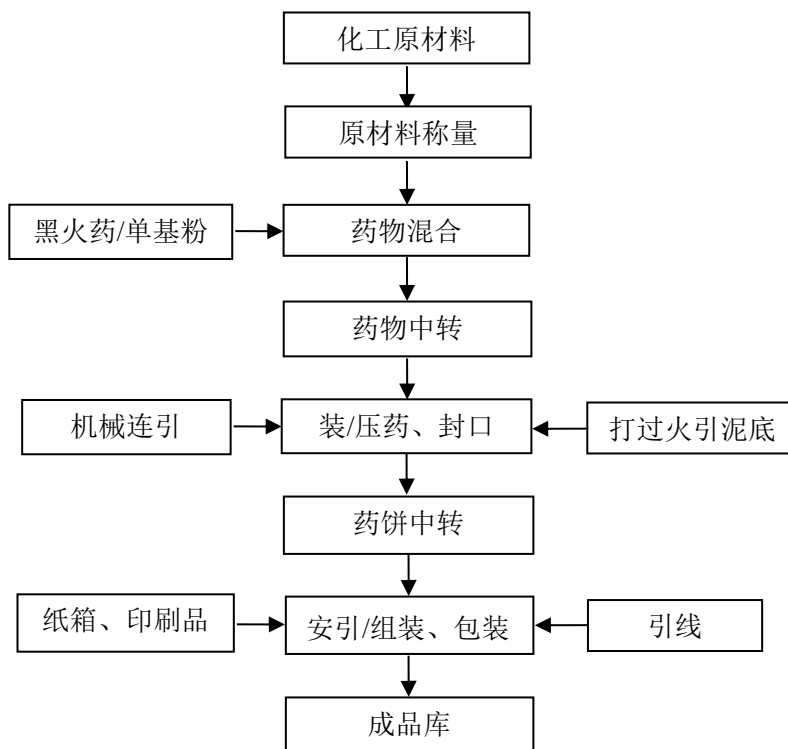 化工原材料
原材料称量
黑火药/单基粉
药物混合
药物中转
机械连引
装/压药、封口
打过火引泥底
药饼中转
纸箱、印刷品
安引/组装、包装
引线
成品库